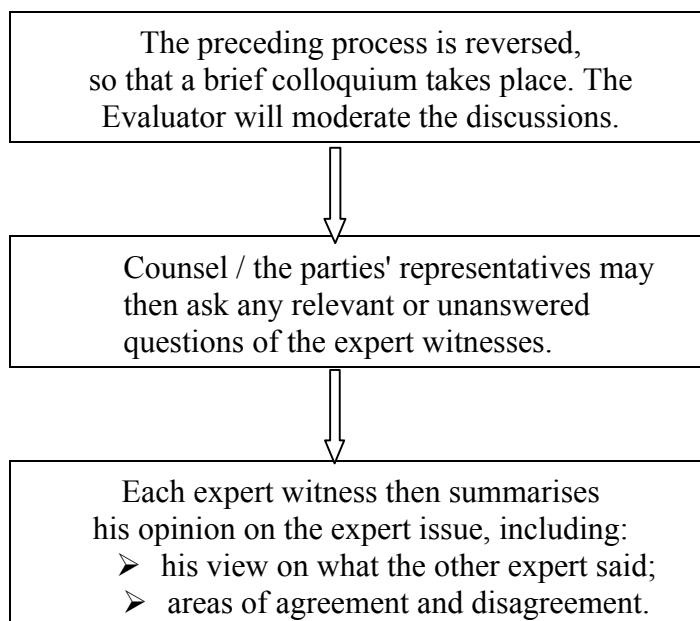 The preceding process is reversed,
so that a brief colloquium takes place. The
Evaluator will moderate the discussions.
Counsel / the parties' representatives may
then ask any relevant or unanswered
questions of the expert witnesses.
Each expert witness then summarises
his opinion on the expert issue, including:
➢ his view on what the other expert said;
➢ areas of agreement and disagreement.